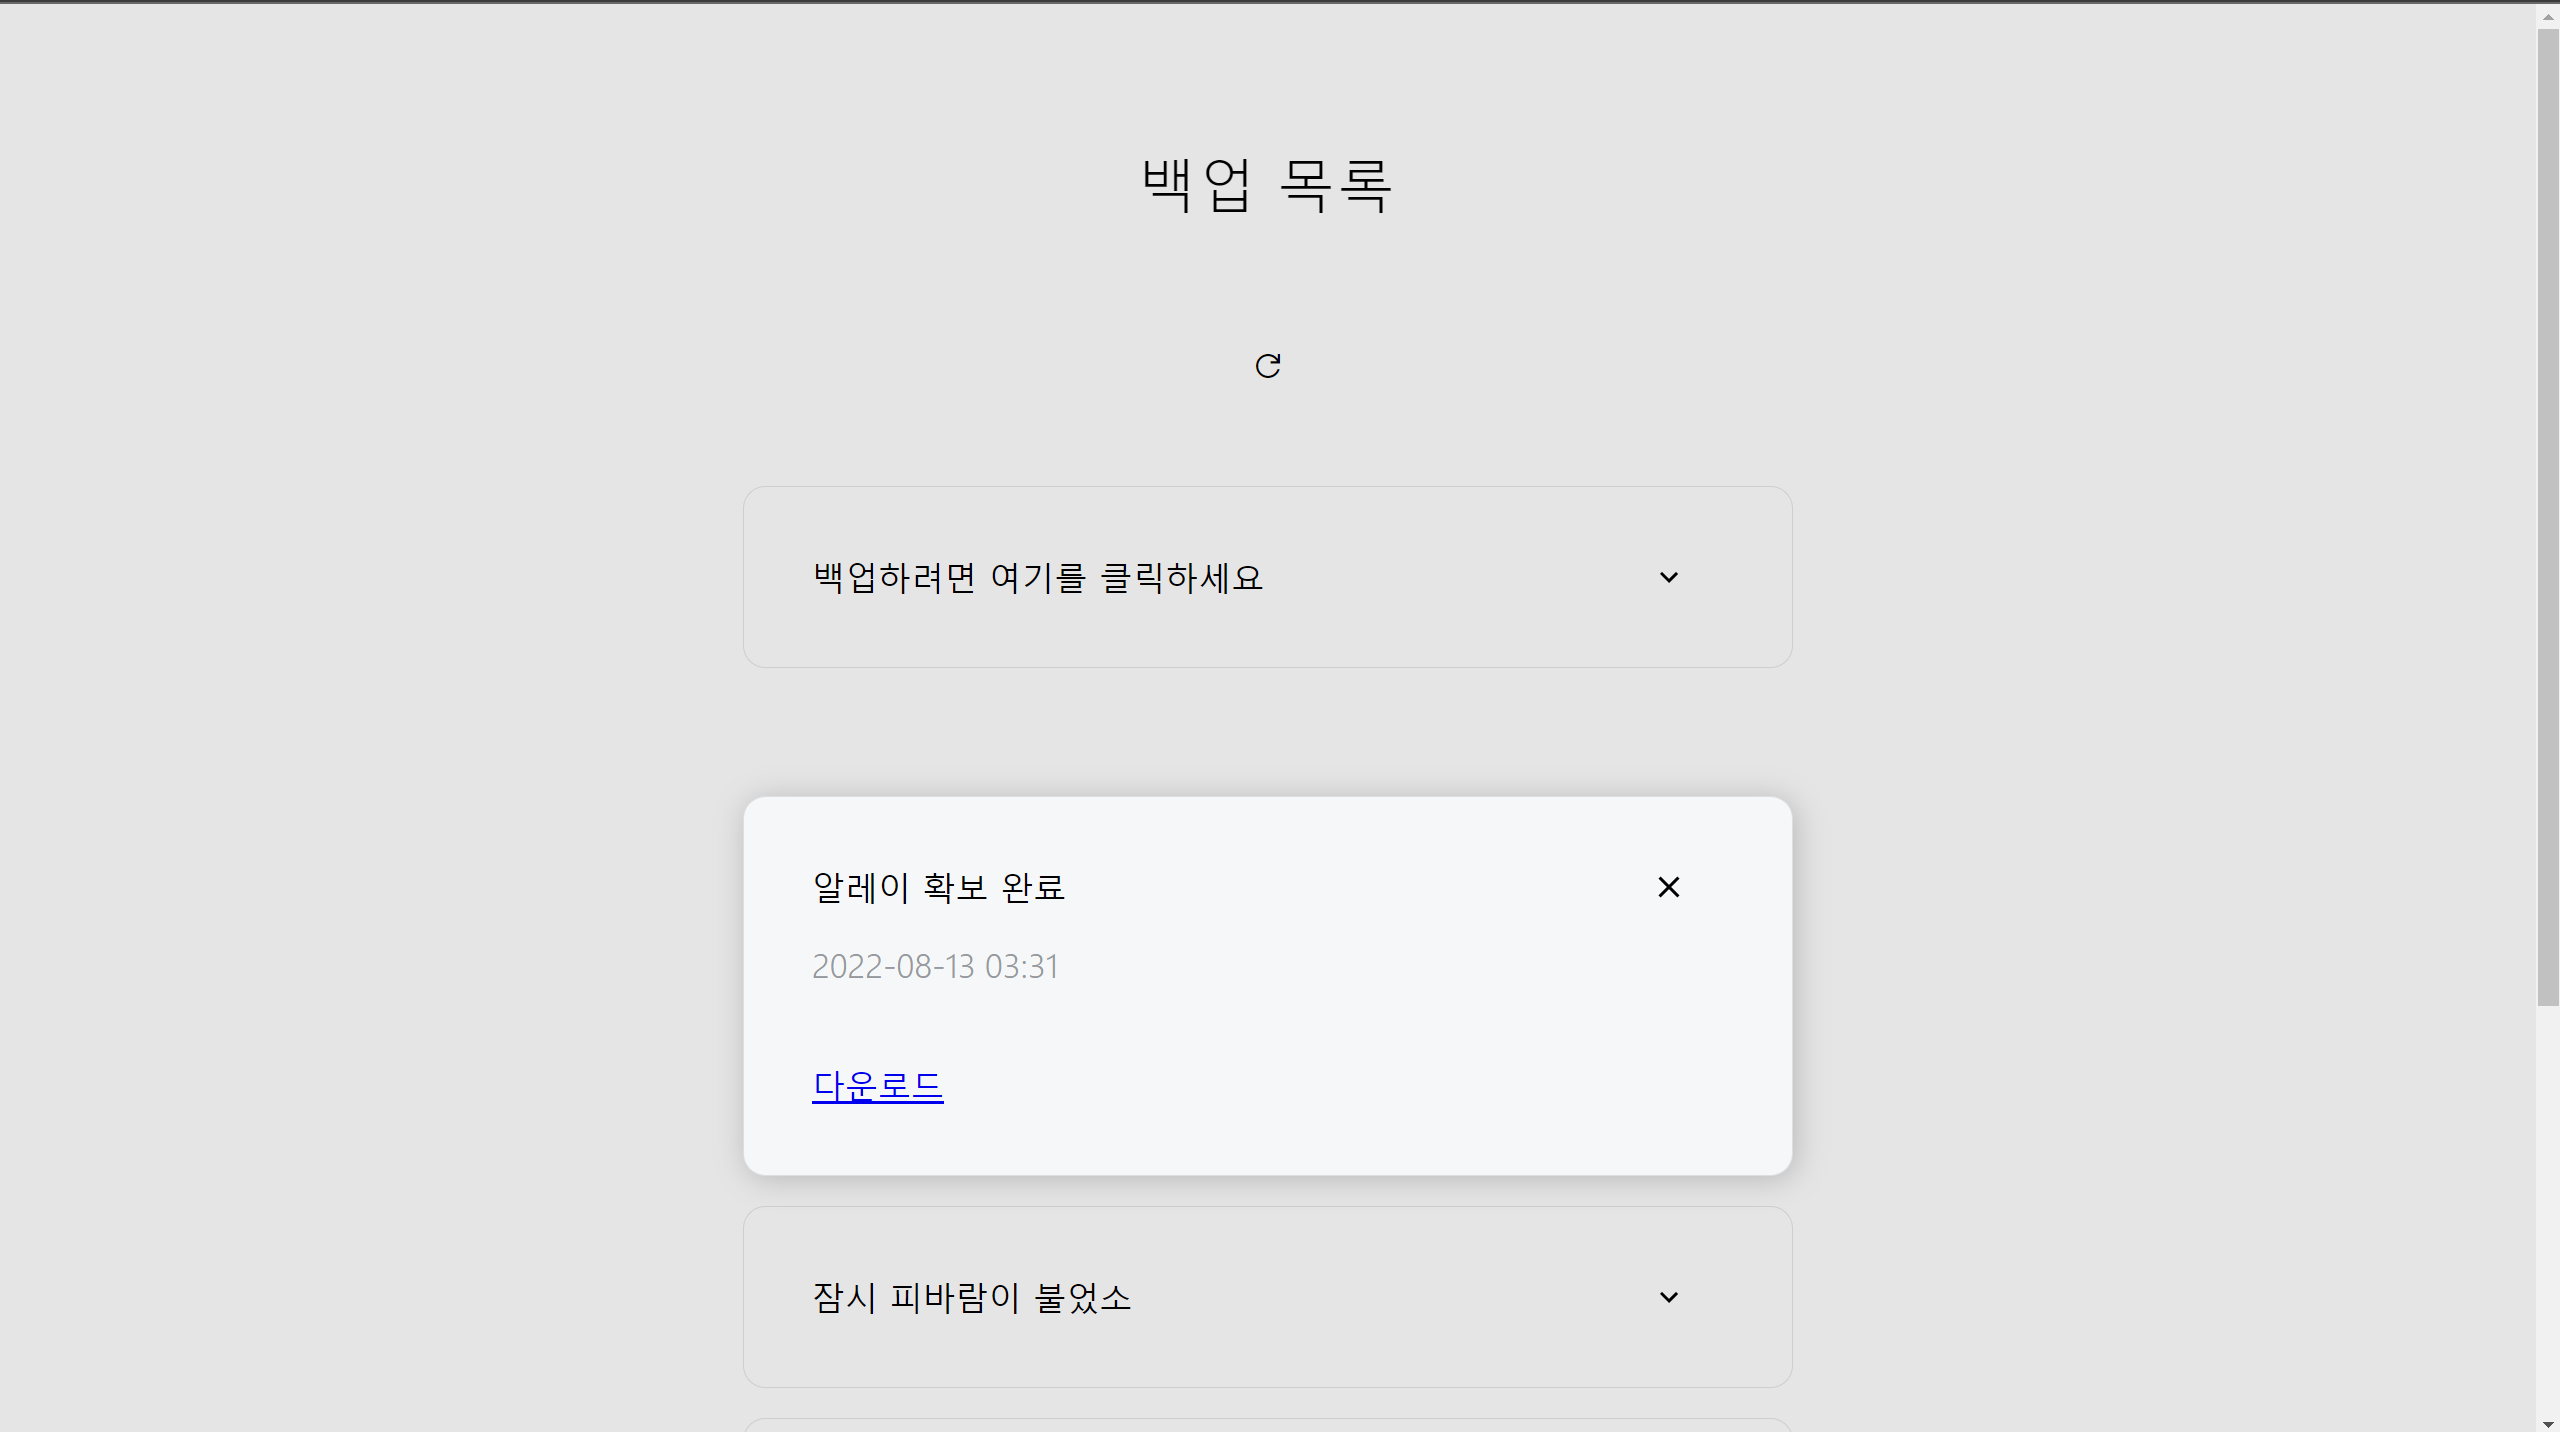 백업 목록
백업하려면 여기를 클릭하세요
알레이 확보 완료
2022-08-13 03:31
다운로드
잠시 피바람이 불었소